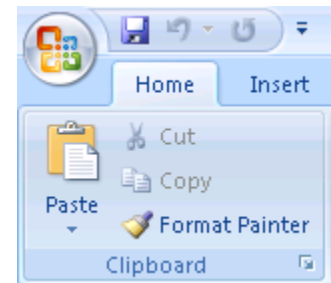 Home Insert
Cut
Copy
Paste
Format Painter
Clipboard